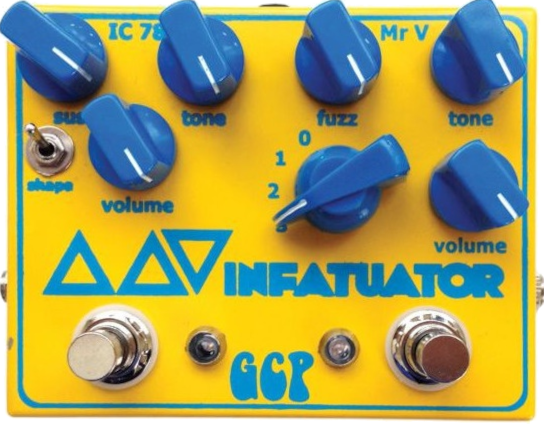 IC 78 Mr V
tone fuzz tone
shape
volume
0
1
2
volume
INFATUATOR
GCP